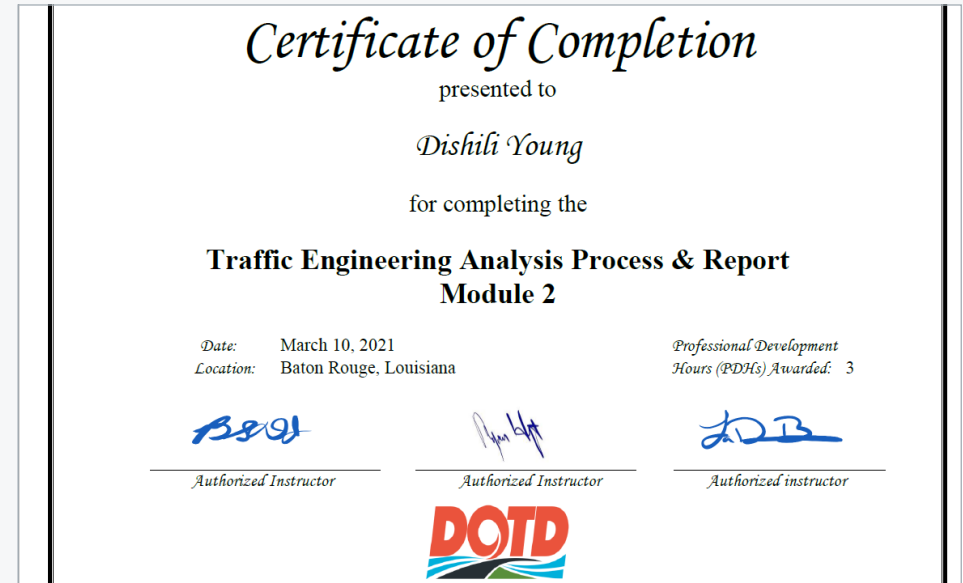 Certificate of Completion
presented to
Dishili Young
for completing the
Traffic Engineering Analysis Process & Report
Module 2
Date: March 10, 2021
Location: Baton Rouge, Louisiana
Professional Development
Hours (PDHs) Awarded: 3
Authorized Instructor
Authorized Instructor
Authorized instructor
DOTD